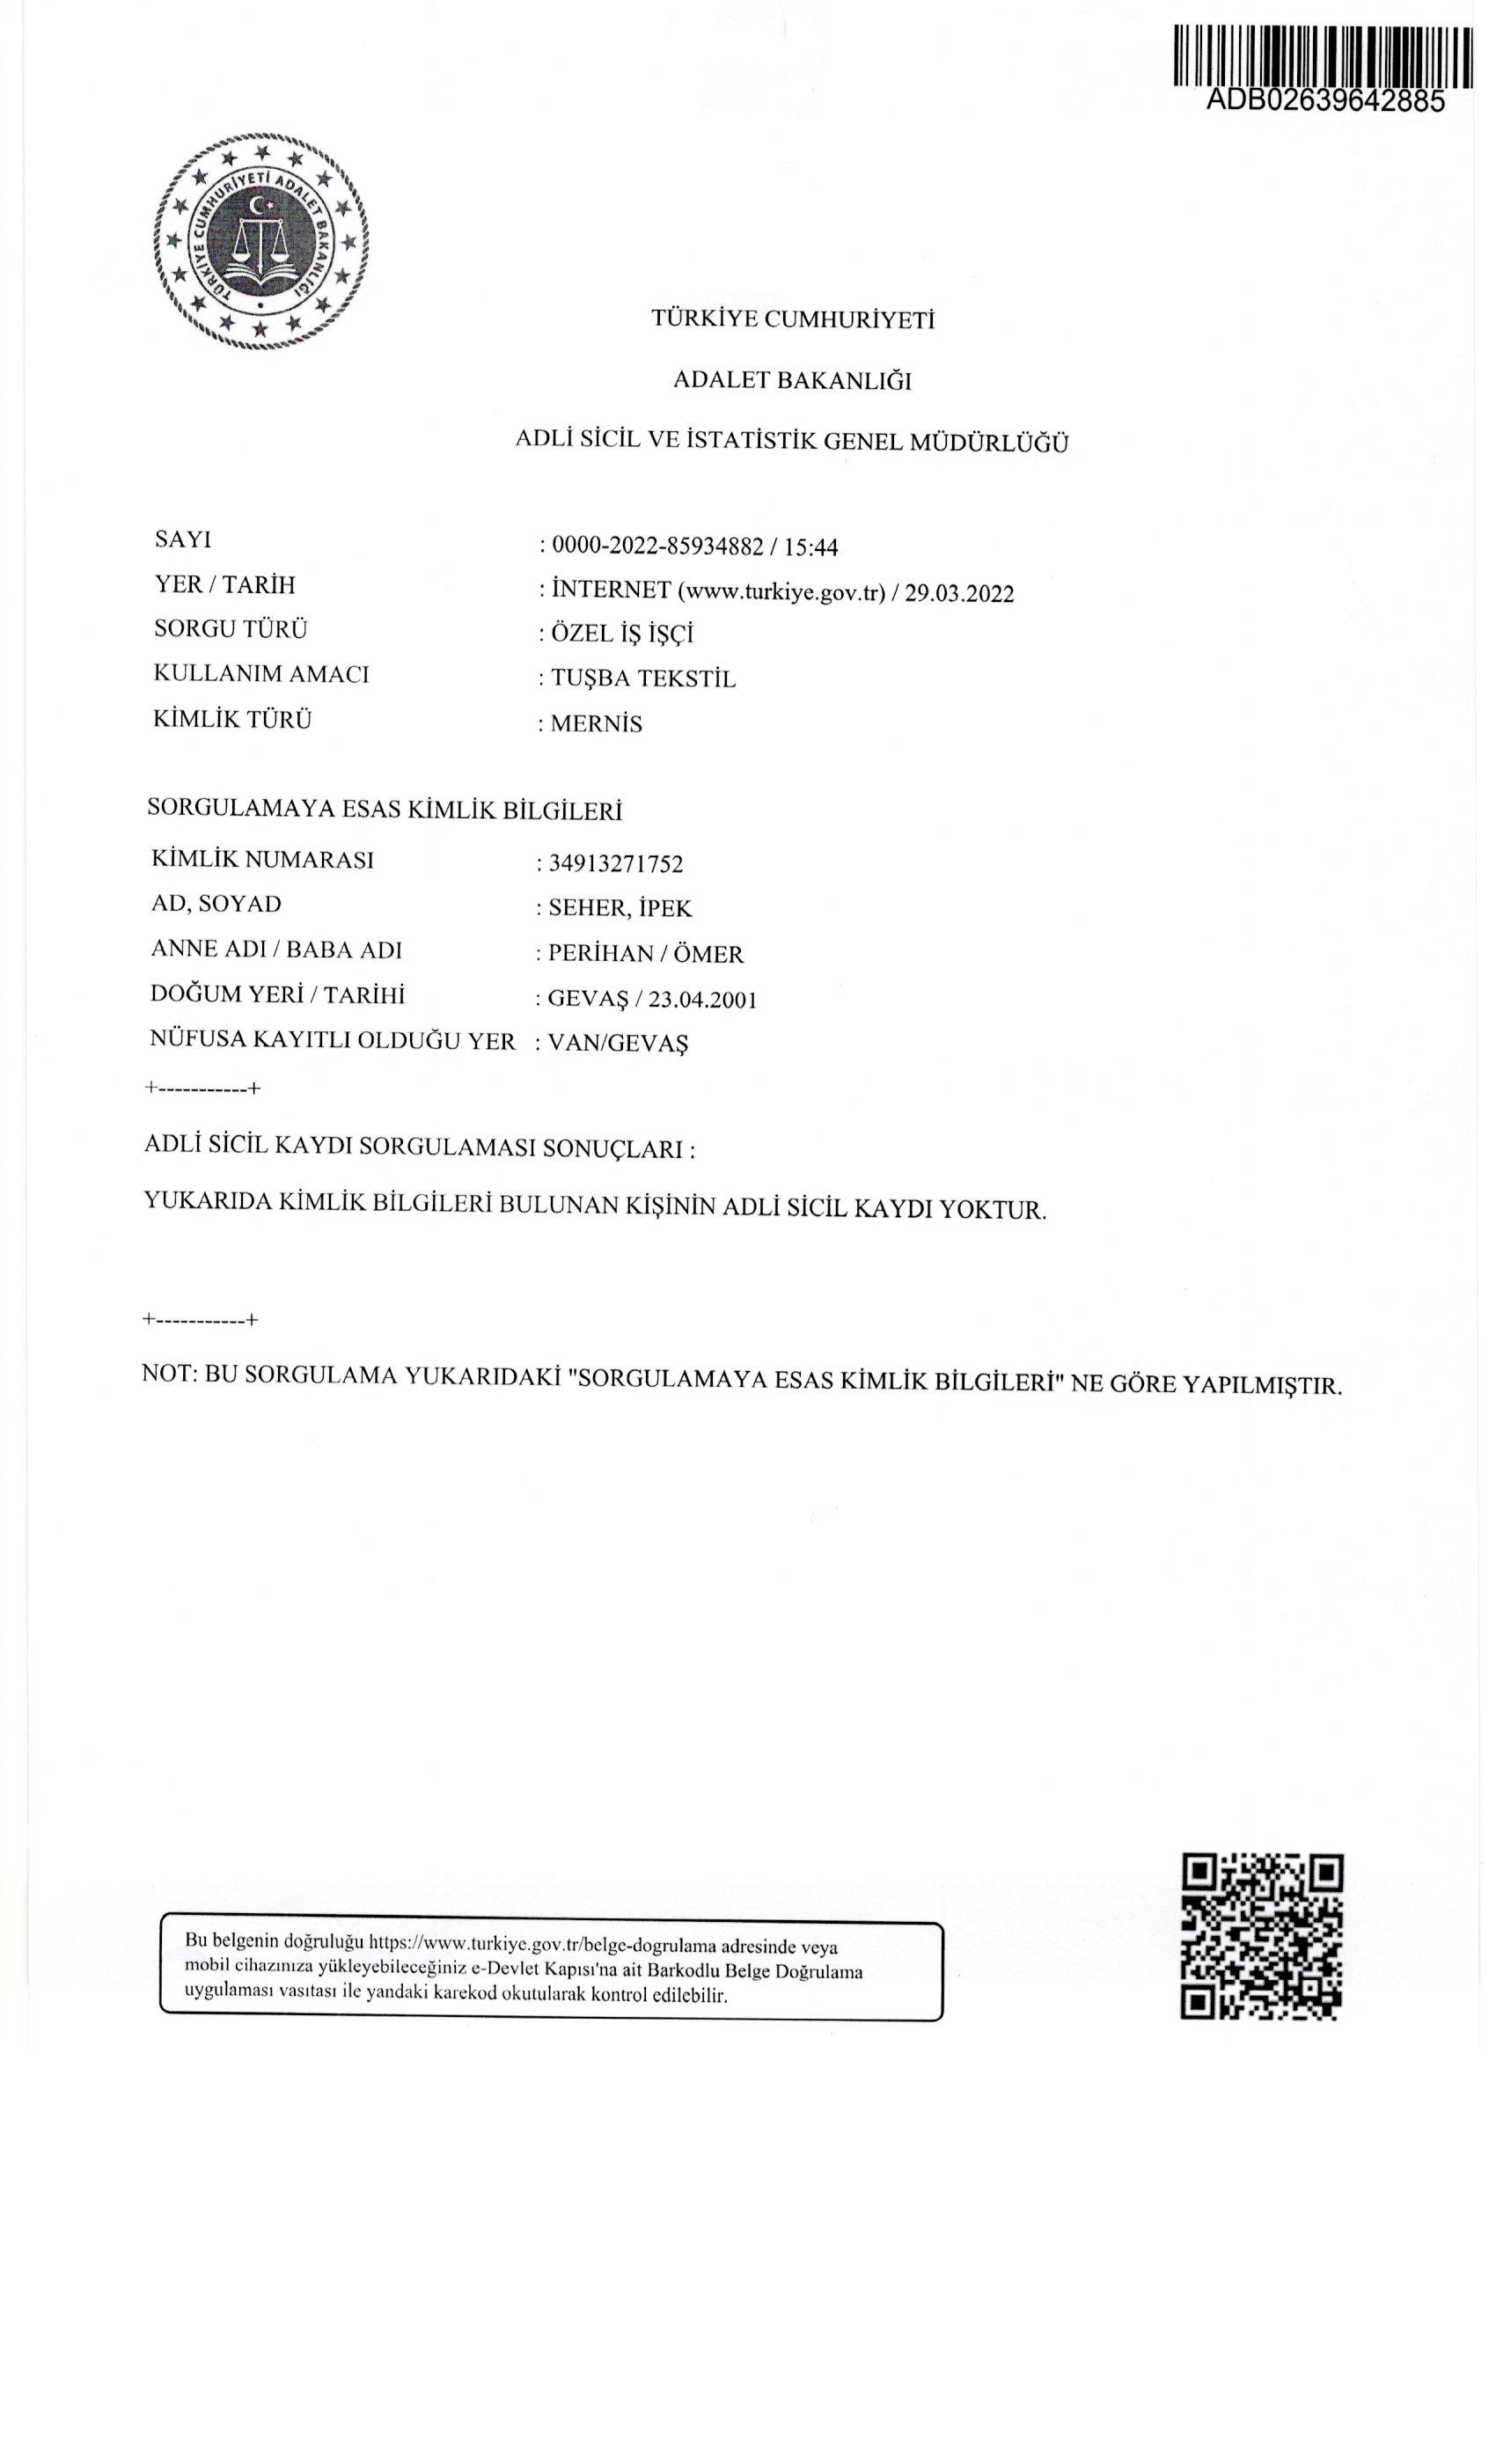 ADB02639642885
TÜRKİYE CUMHURİYETİ ADALET BAKANLIĞI
TÜRKİYE CUMHURİYETİ
ADALET BAKANLIĞI
ADLİ SİCİL VE İSTATİSTİK GENEL MÜDÜRLÜĞÜ
SAYI : 0000-2022-85934882 / 15:44
YER / TARİH : İNTERNET (www.turkiye.gov.tr) / 29.03.2022
SORGU TÜRÜ : ÖZEL İŞ İŞÇİ
KULLANIM AMACI : TUŞBA TEKSTİL
KİMLİK TÜRÜ : MERNİS
SORGULAMAYA ESAS KİMLİK BİLGİLERİ
KİMLİK NUMARASI : 34913271752
AD, SOYAD : SEHER, İPEK
ANNE ADI / BABA ADI : PERİHAN / ÖMER
DOĞUM YERİ / TARİHİ : GEVAŞ / 23.04.2001
NÜFUSA KAYITLI OLDUĞU YER : VAN/GEVAŞ
+-----------+
ADLİ SİCİL KAYDI SORGULAMASI SONUÇLARI :
YUKARIDA KİMLİK BİLGİLERİ BULUNAN KİŞİNİN ADLİ SİCİL KAYDI YOKTUR.
+-----------+
NOT: BU SORGULAMA YUKARIDAKİ "SORGULAMAYA ESAS KİMLİK BİLGİLERİ" NE GÖRE YAPILMIŞTIR.
Bu belgenin doğruluğu https://www.turkiye.gov.tr/belge-dogrulama adresinde veya
mobil cihazınıza yükleyebileceğiniz e-Devlet Kapısı'na ait Barkodlu Belge Doğrulama
uygulaması vasıtası ile yandaki karekod okutularak kontrol edilebilir.